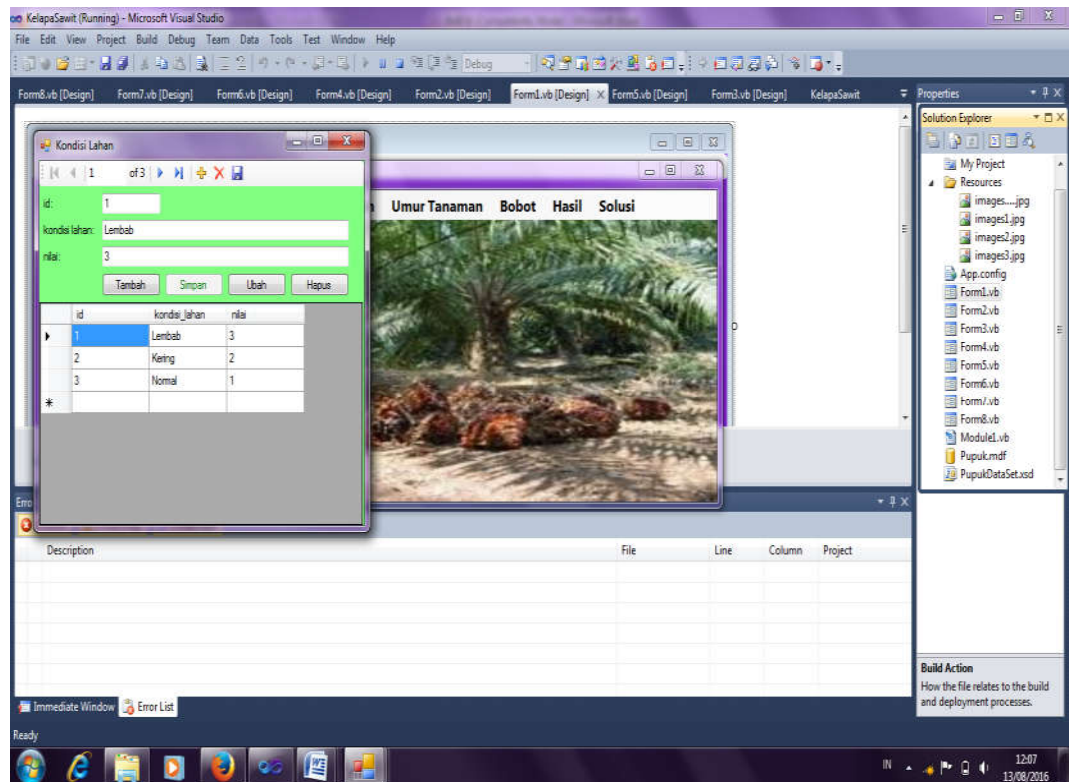 KelapaSawit (Running) - Microsoft Visual Studio
File Edit View Project Build Debug Team Data Tools Test Window Help
Debug
Form8.vb [Design] Form7.vb [Design] Form6.vb [Design] Form4.vb [Design] Form2.vb [Design] Form1.vb [Design] Form5.vb [Design] Form3.vb [Design] KelapaSawit
Properties
Solution Explorer
My Project
Resources
images....jpg
images1.jpg
images2.jpg
images3.jpg
App.config
Form1.vb
Form2.vb
Form3.vb
Form4.vb
Form5.vb
Form6.vb
Form7.vb
Form8.vb
Module1.vb
Pupuk.mdf
PupukDataSet.xsd
Build Action
How the file relates to the build
and deployment processes.
Kondisi Lahan
1 of 3
id: 1
kondisi lahan: Lembab
nilai: 3
Tambah Simpan Ubah Hapus
id kondisi_lahan nilai
1 Lembab 3
2 Kering 2
3 Normal 1
Umur Tanaman Bobot Hasil Solusi
Description File Line Column Project
Immediate Window Error List
Ready
IN 12:07
13/08/2016